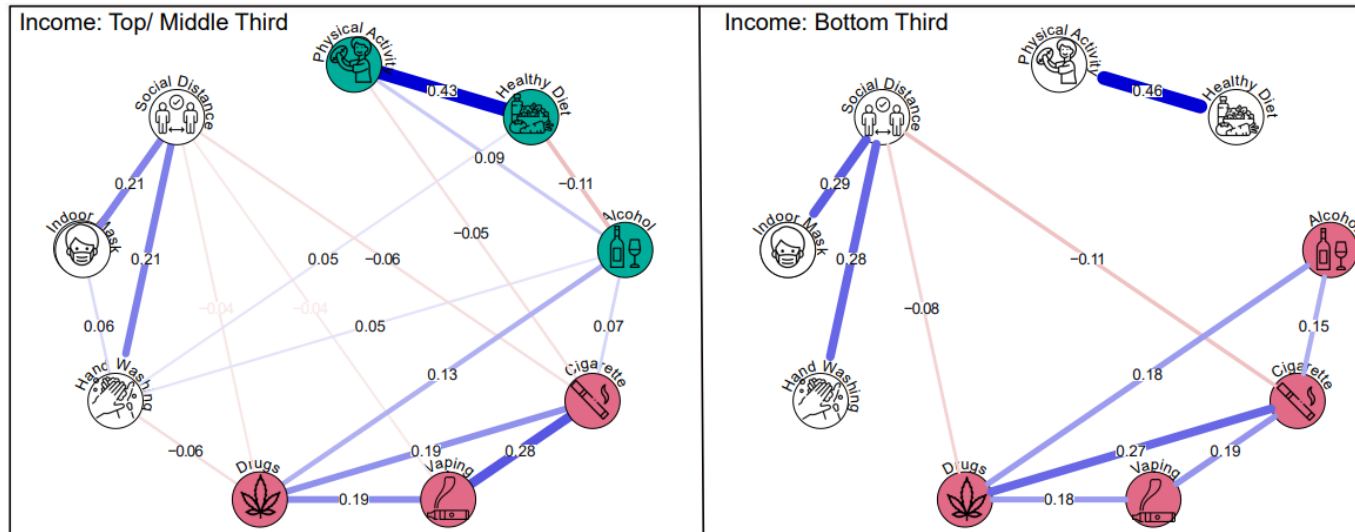 Income: Top/ Middle Third
Physical Activity
Healthy Diet
Social Distance
0.43
0.09
−0.11
0.21
Alcohol
Indoor Mask
−0.05
0.21
0.05
−0.06
0.06
−0.04
−0.04
0.05
0.07
Hand Washing
0.13
Cigarette
−0.06
0.19
0.28
Drugs
Vaping
0.19
Income: Bottom Third
Physical Activity
Healthy Diet
Social Distance
0.46
0.29
Indoor Mask
Alcohol
0.28
−0.11
−0.08
0.15
Hand Washing
0.18
Cigarette
0.27
0.19
Drugs
Vaping
0.18